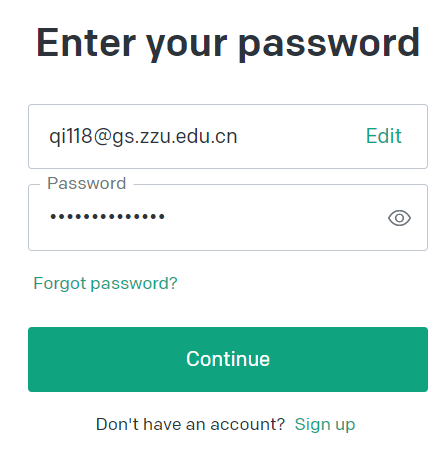 Enter your password
qi118@gs.zzu.edu.cn Edit
Password
••••••••••••••
Forgot password?
Continue
Don't have an account? Sign up